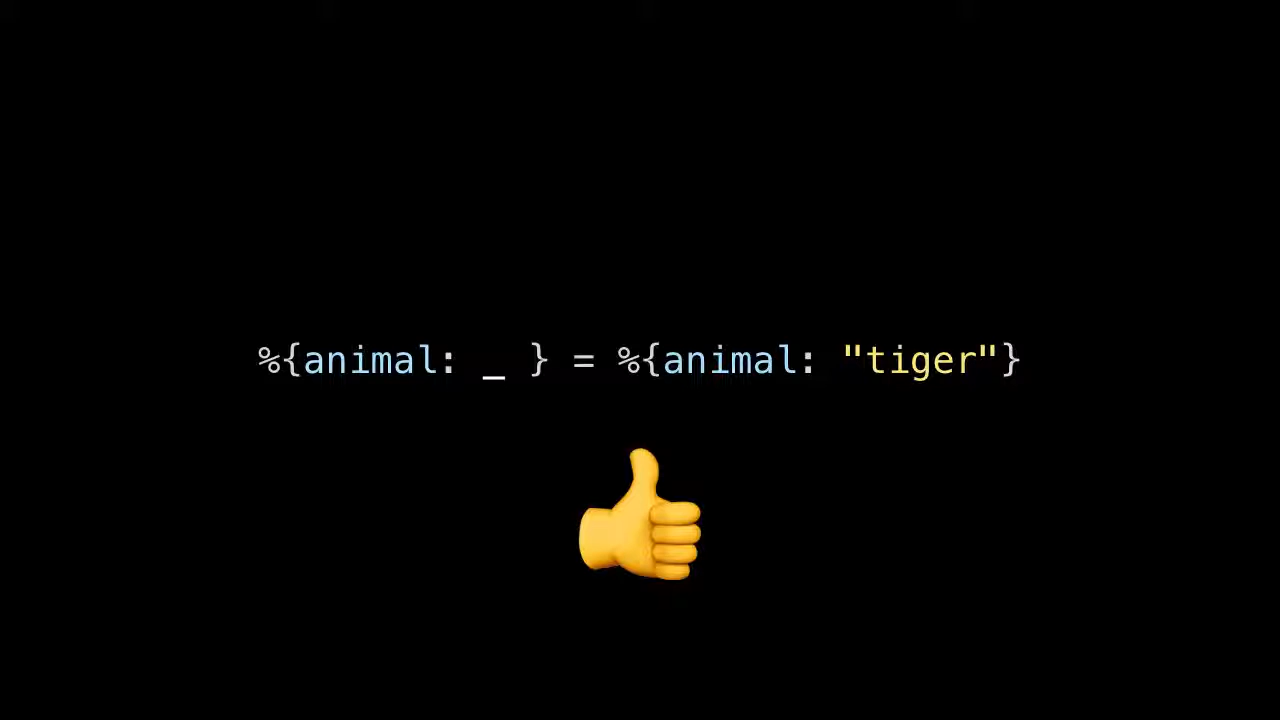 %{animal: _ } = %{animal: "tiger"}